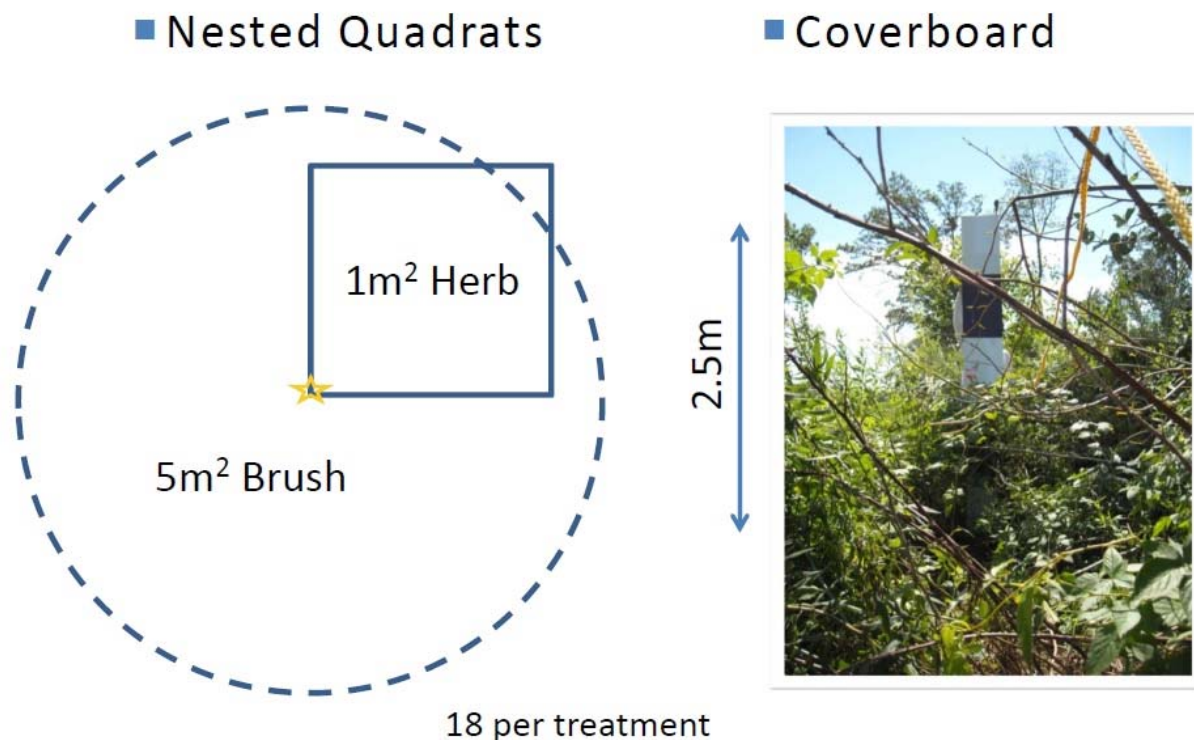 ■ Nested Quadrats
■ Coverboard
1m² Herb
5m² Brush
2.5m
18 per treatment